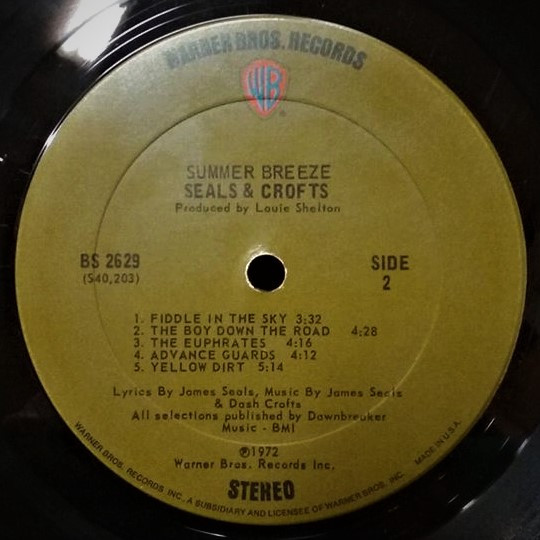 WARNER BROS. RECORDS
WB
®
SUMMER BREEZE
SEALS & CROFTS
Produced by Louie Shelton
BS 2629
(S40,203)
SIDE
2
1. FIDDLE IN THE SKY 3:32
2. THE BOY DOWN THE ROAD 4:28
3. THE EUPHRATES 4:16
4. ADVANCE GUARDS 4:12
5. YELLOW DIRT 5:14
Lyrics By James Seals, Music By James Seals
& Dash Crofts
All selections published by Dawnbreaker
Music - BMI
℗1972
Warner Bros. Records Inc.
STEREO
WARNER BROS. RECORDS INC., A SUBSIDIARY AND LICENSEE OF WARNER BROS. INC.
MADE IN U.S.A.